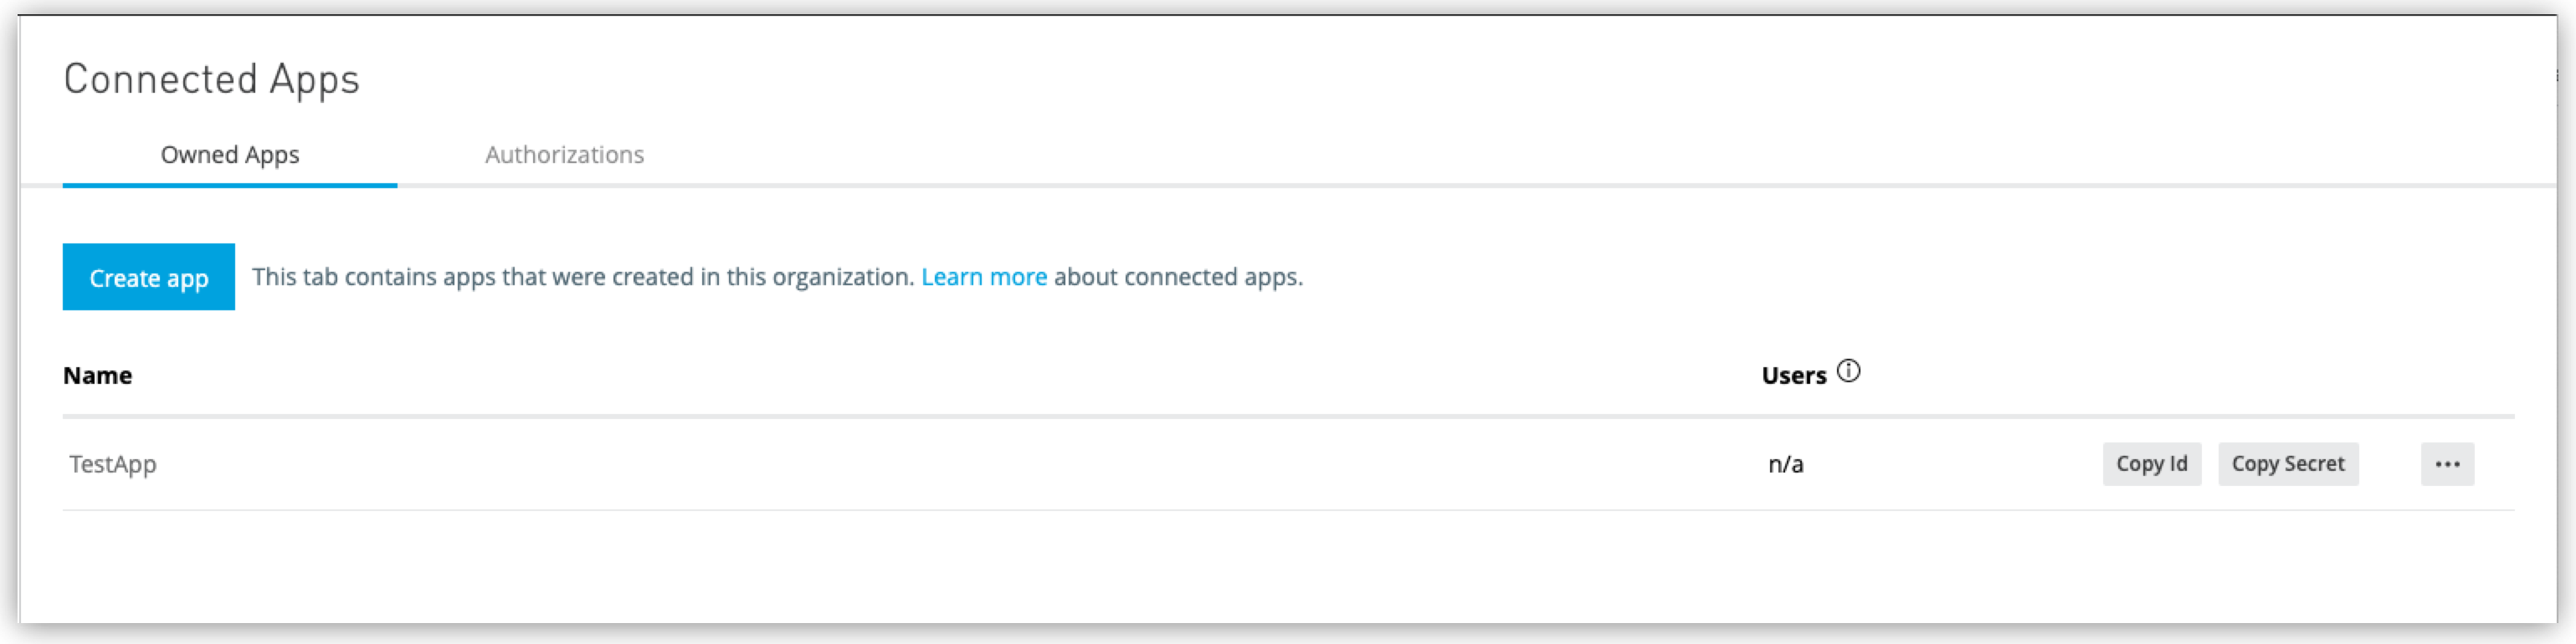 Connected Apps
Owned Apps Authorizations
Create app This tab contains apps that were created in this organization. Learn more about connected apps.
Name Users
TestApp n/a Copy Id Copy Secret ...